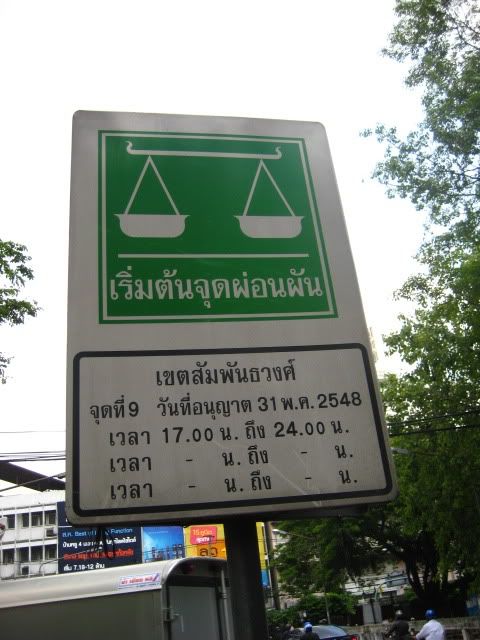 เริ่มต้นจุดผ่อนผัน
เขตสัมพันธวงศ์
จุดที่ 9 วันที่อนุญาต 31 พ.ค. 2548
เวลา 17.00 น. ถึง 24.00 น.
เวลา - น. ถึง - น.
เวลา - น. ถึง - น.